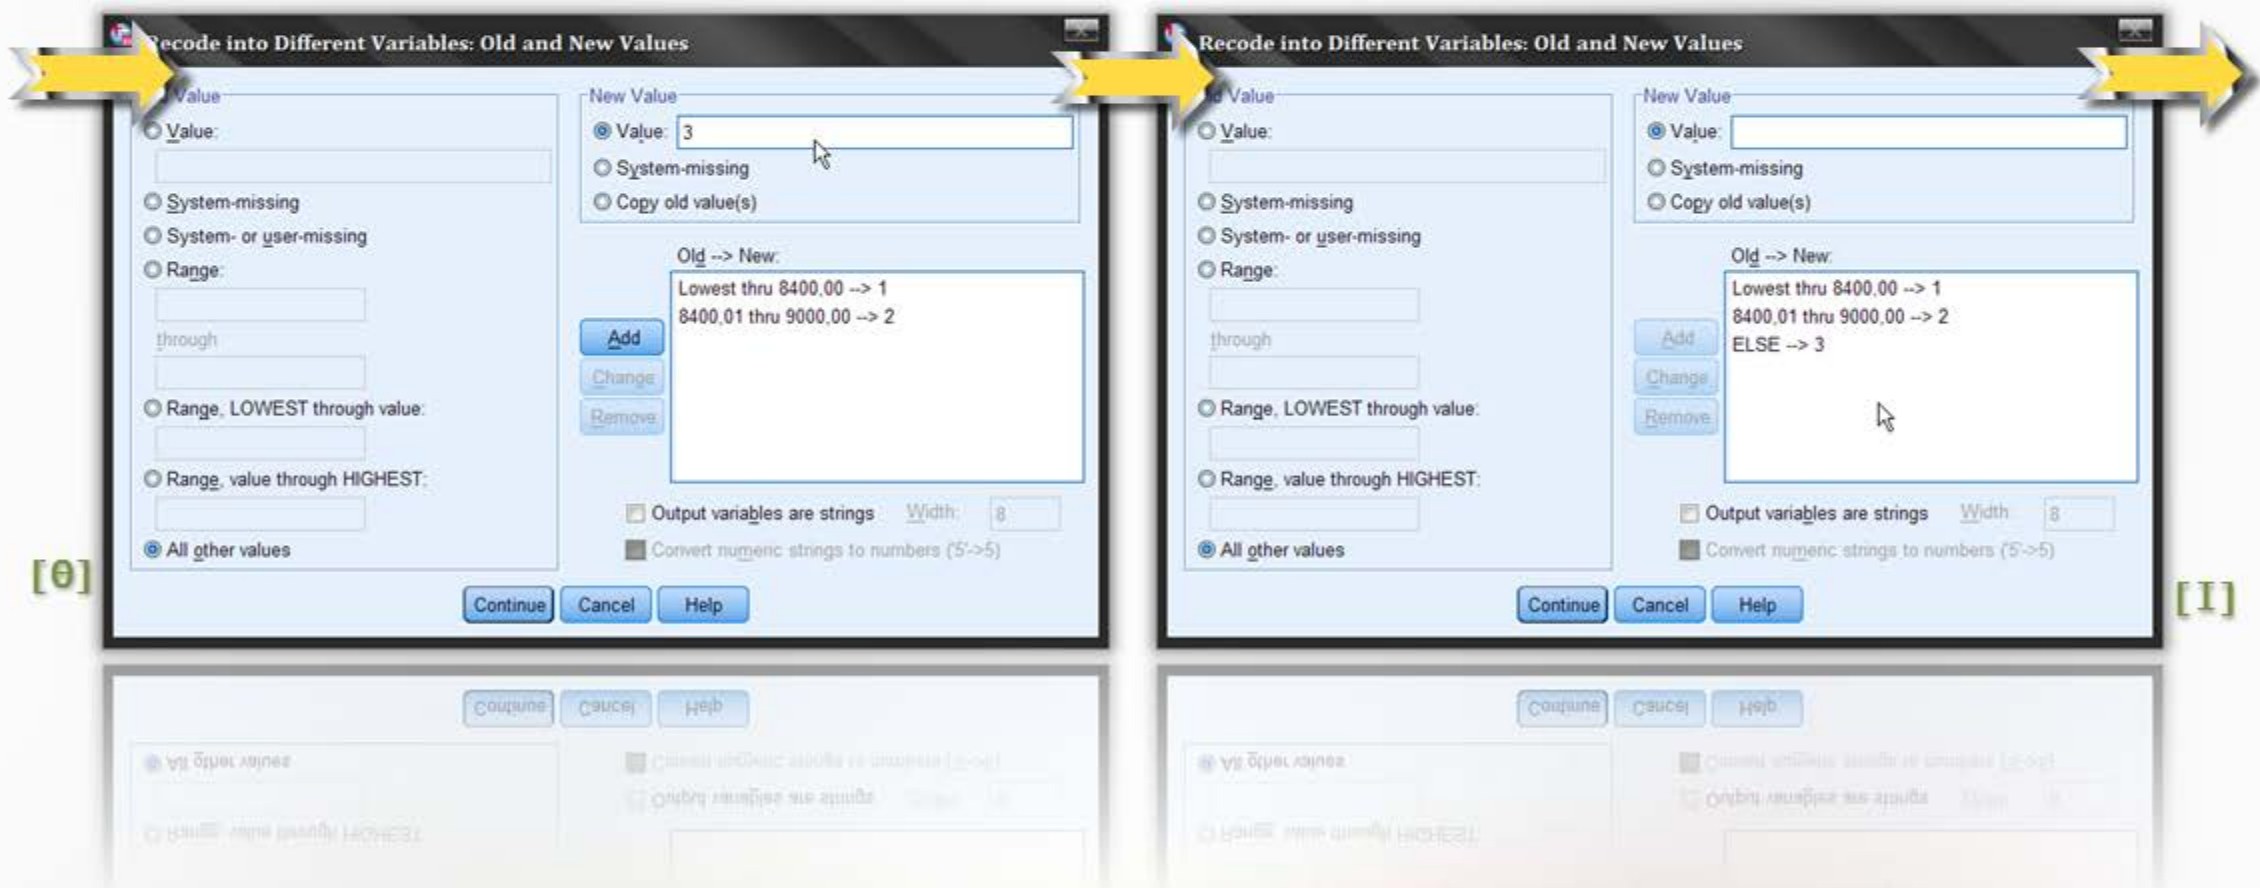 Recode into Different Variables: Old and New Values
Value
Value:
System-missing
System- or user-missing
Range:
through
Range, LOWEST through value:
Range, value through HIGHEST:
All other values
New Value
Value: 3
System-missing
Copy old value(s)
Old --> New:
Lowest thru 8400,00 --> 1
8400,01 thru 9000,00 --> 2
Add
Change
Remove
Output variables are strings Width: 8
Convert numeric strings to numbers ('5'->5)
Continue Cancel Help
[θ]
Recode into Different Variables: Old and New Values
Value
Value:
System-missing
System- or user-missing
Range:
through
Range, LOWEST through value:
Range, value through HIGHEST:
All other values
New Value
Value:
System-missing
Copy old value(s)
Old --> New:
Lowest thru 8400,00 --> 1
8400,01 thru 9000,00 --> 2
ELSE --> 3
Add
Change
Remove
Output variables are strings Width: 8
Convert numeric strings to numbers ('5'->5)
Continue Cancel Help
[I]